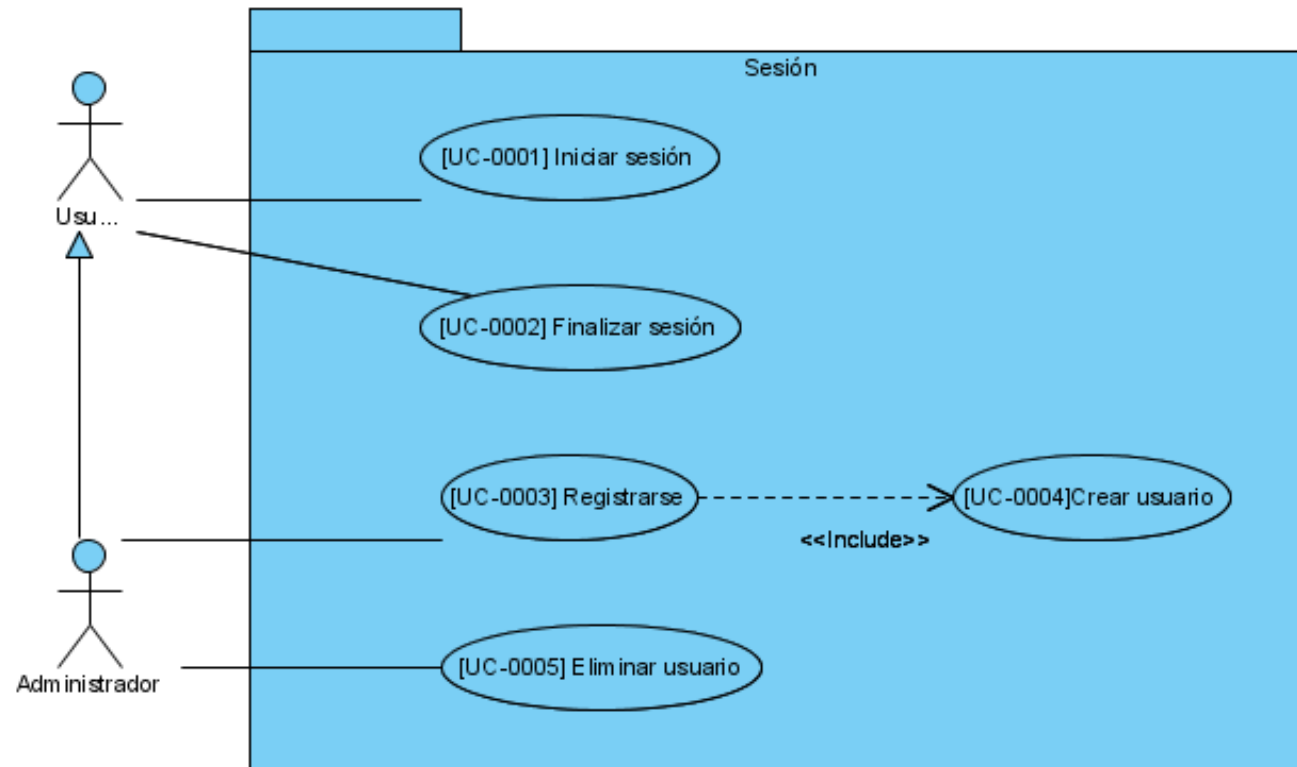 Sesión
[UC-0001] Iniciar sesión
Usu...
[UC-0002] Finalizar sesión
[UC-0003] Registrarse
[UC-0004]Crear usuario
<<Include>>
[UC-0005] Eliminar usuario
Administrador